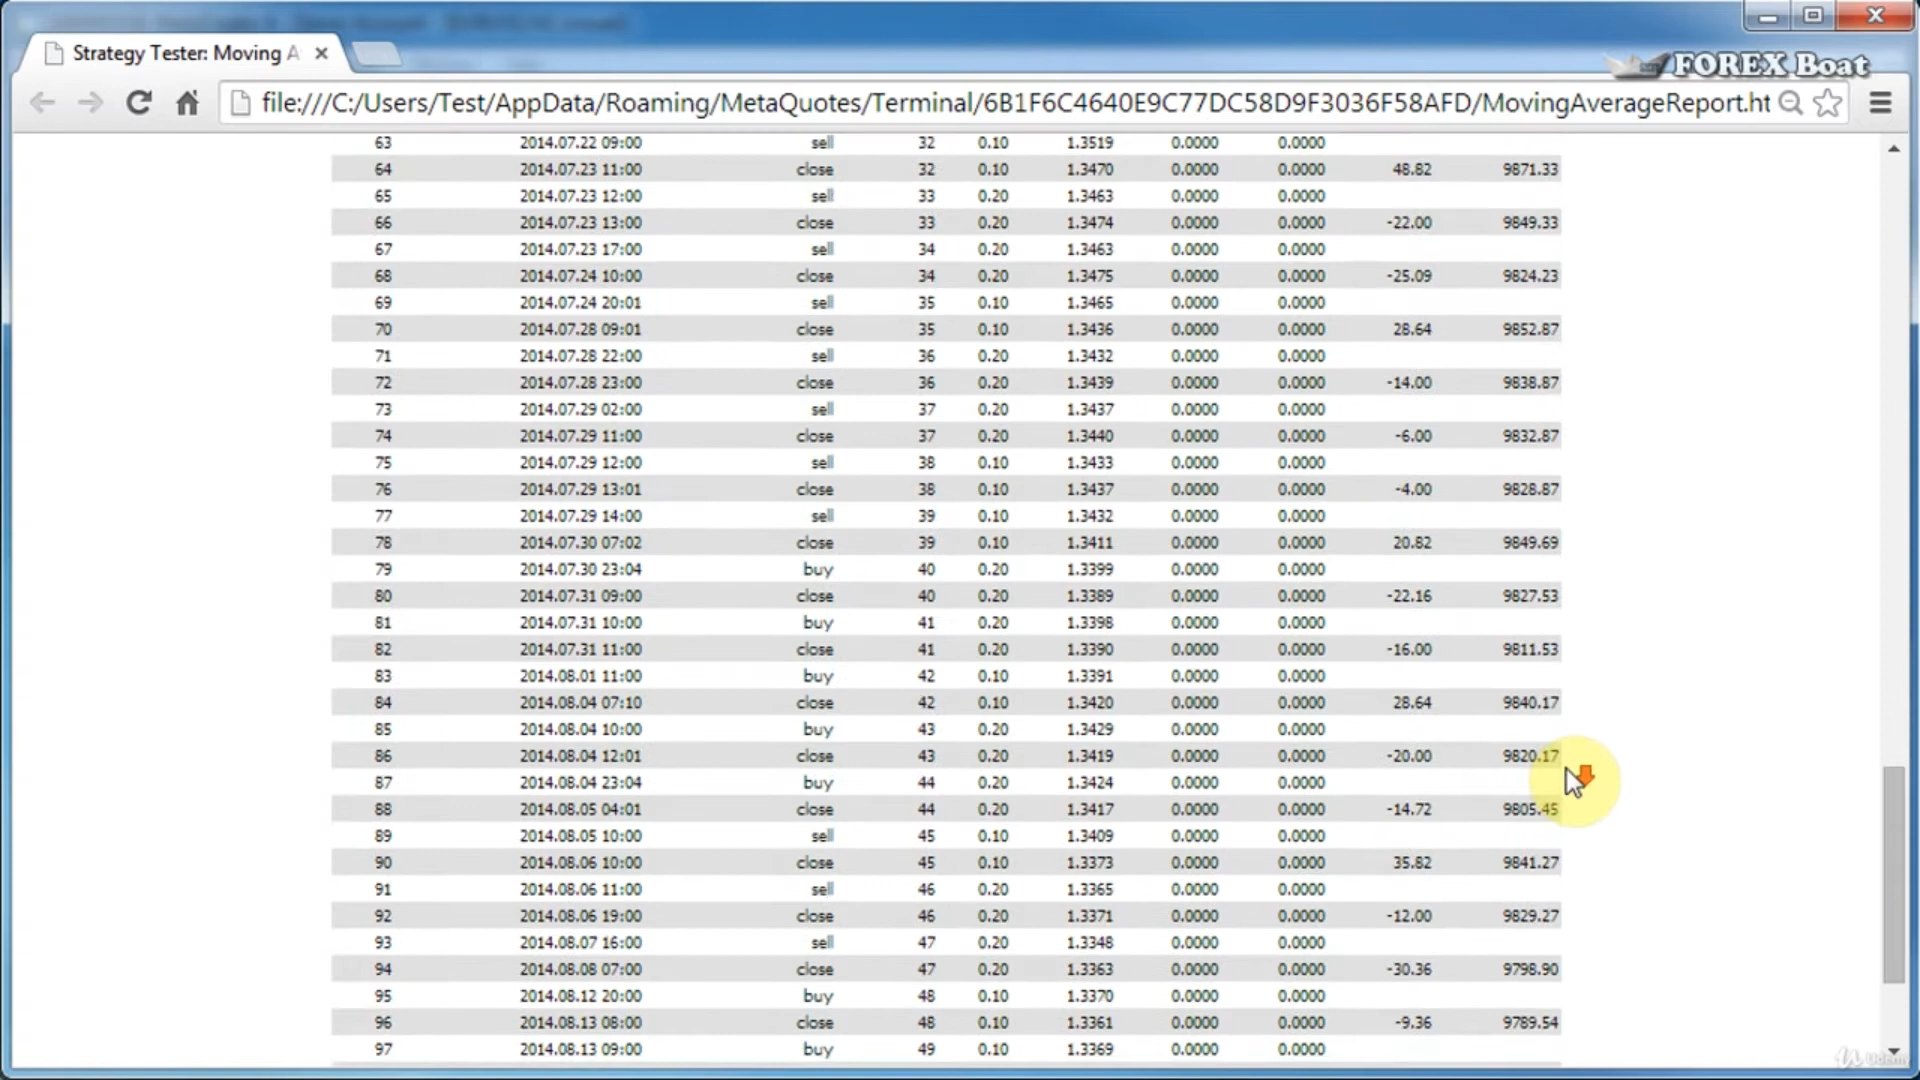 Strategy Tester: Moving A
FOREX Boat
file:///C:/Users/Test/AppData/Roaming/MetaQuotes/Terminal/6B1F6C4640E9C77DC58D9F3036F58AFD/MovingAverageReport.ht
63 2014.07.22 09:00 sell 32 0.10 1.3519 0.0000 0.0000
64 2014.07.23 11:00 close 32 0.10 1.3470 0.0000 0.0000 48.82 9871.33
65 2014.07.23 12:00 sell 33 0.20 1.3463 0.0000 0.0000
66 2014.07.23 13:00 close 33 0.20 1.3474 0.0000 0.0000 -22.00 9849.33
67 2014.07.23 17:00 sell 34 0.20 1.3463 0.0000 0.0000
68 2014.07.24 10:00 close 34 0.20 1.3475 0.0000 0.0000 -25.09 9824.23
69 2014.07.24 20:01 sell 35 0.10 1.3465 0.0000 0.0000
70 2014.07.28 09:01 close 35 0.10 1.3436 0.0000 0.0000 28.64 9852.87
71 2014.07.28 22:00 sell 36 0.20 1.3432 0.0000 0.0000
72 2014.07.28 23:00 close 36 0.20 1.3439 0.0000 0.0000 -14.00 9838.87
73 2014.07.29 02:00 sell 37 0.20 1.3437 0.0000 0.0000
74 2014.07.29 11:00 close 37 0.20 1.3440 0.0000 0.0000 -6.00 9832.87
75 2014.07.29 12:00 sell 38 0.10 1.3433 0.0000 0.0000
76 2014.07.29 13:01 close 38 0.10 1.3437 0.0000 0.0000 -4.00 9828.87
77 2014.07.29 14:00 sell 39 0.10 1.3432 0.0000 0.0000
78 2014.07.30 07:02 close 39 0.10 1.3411 0.0000 0.0000 20.82 9849.69
79 2014.07.30 23:04 buy 40 0.20 1.3399 0.0000 0.0000
80 2014.07.31 09:00 close 40 0.20 1.3389 0.0000 0.0000 -22.16 9827.53
81 2014.07.31 10:00 buy 41 0.20 1.3398 0.0000 0.0000
82 2014.07.31 11:00 close 41 0.20 1.3390 0.0000 0.0000 -16.00 9811.53
83 2014.08.01 11:00 buy 42 0.10 1.3391 0.0000 0.0000
84 2014.08.04 07:10 close 42 0.10 1.3420 0.0000 0.0000 28.64 9840.17
85 2014.08.04 10:00 buy 43 0.20 1.3429 0.0000 0.0000
86 2014.08.04 12:01 close 43 0.20 1.3419 0.0000 0.0000 -20.00 9820.17
87 2014.08.04 23:04 buy 44 0.20 1.3424 0.0000 0.0000
88 2014.08.05 04:01 close 44 0.20 1.3417 0.0000 0.0000 -14.72 9805.45
89 2014.08.05 10:00 sell 45 0.10 1.3409 0.0000 0.0000
90 2014.08.06 10:00 close 45 0.10 1.3373 0.0000 0.0000 35.82 9841.27
91 2014.08.06 11:00 sell 46 0.20 1.3365 0.0000 0.0000
92 2014.08.06 19:00 close 46 0.20 1.3371 0.0000 0.0000 -12.00 9829.27
93 2014.08.07 16:00 sell 47 0.20 1.3348 0.0000 0.0000
94 2014.08.08 07:00 close 47 0.20 1.3363 0.0000 0.0000 -30.36 9798.90
95 2014.08.12 20:00 buy 48 0.10 1.3370 0.0000 0.0000
96 2014.08.13 08:00 close 48 0.10 1.3361 0.0000 0.0000 -9.36 9789.54
97 2014.08.13 09:00 buy 49 0.10 1.3369 0.0000 0.0000
Udemy